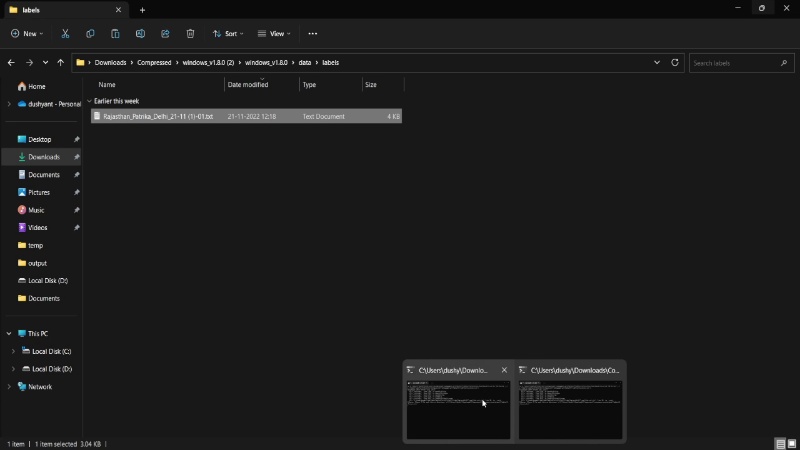 labels
New
Sort
View
Downloads > Compressed > windows_v1.8.0 (2) > windows_v1.8.0 > data > labels
Search labels
Home
dushyant - Personal
Desktop
Downloads
Documents
Pictures
Music
Videos
temp
output
Local Disk (D:)
Documents
This PC
Local Disk (C:)
Local Disk (D:)
Network
Name Date modified Type Size
Earlier this week
Rajasthan_Patrika_Delhi_21-11 (1)-01.txt 21-11-2022 12:18 Text Document 4 KB
C:\Users\dushy\Downlo... C:\Users\dushy\Downloads\Co...
1 item 1 item selected 3.04 KB